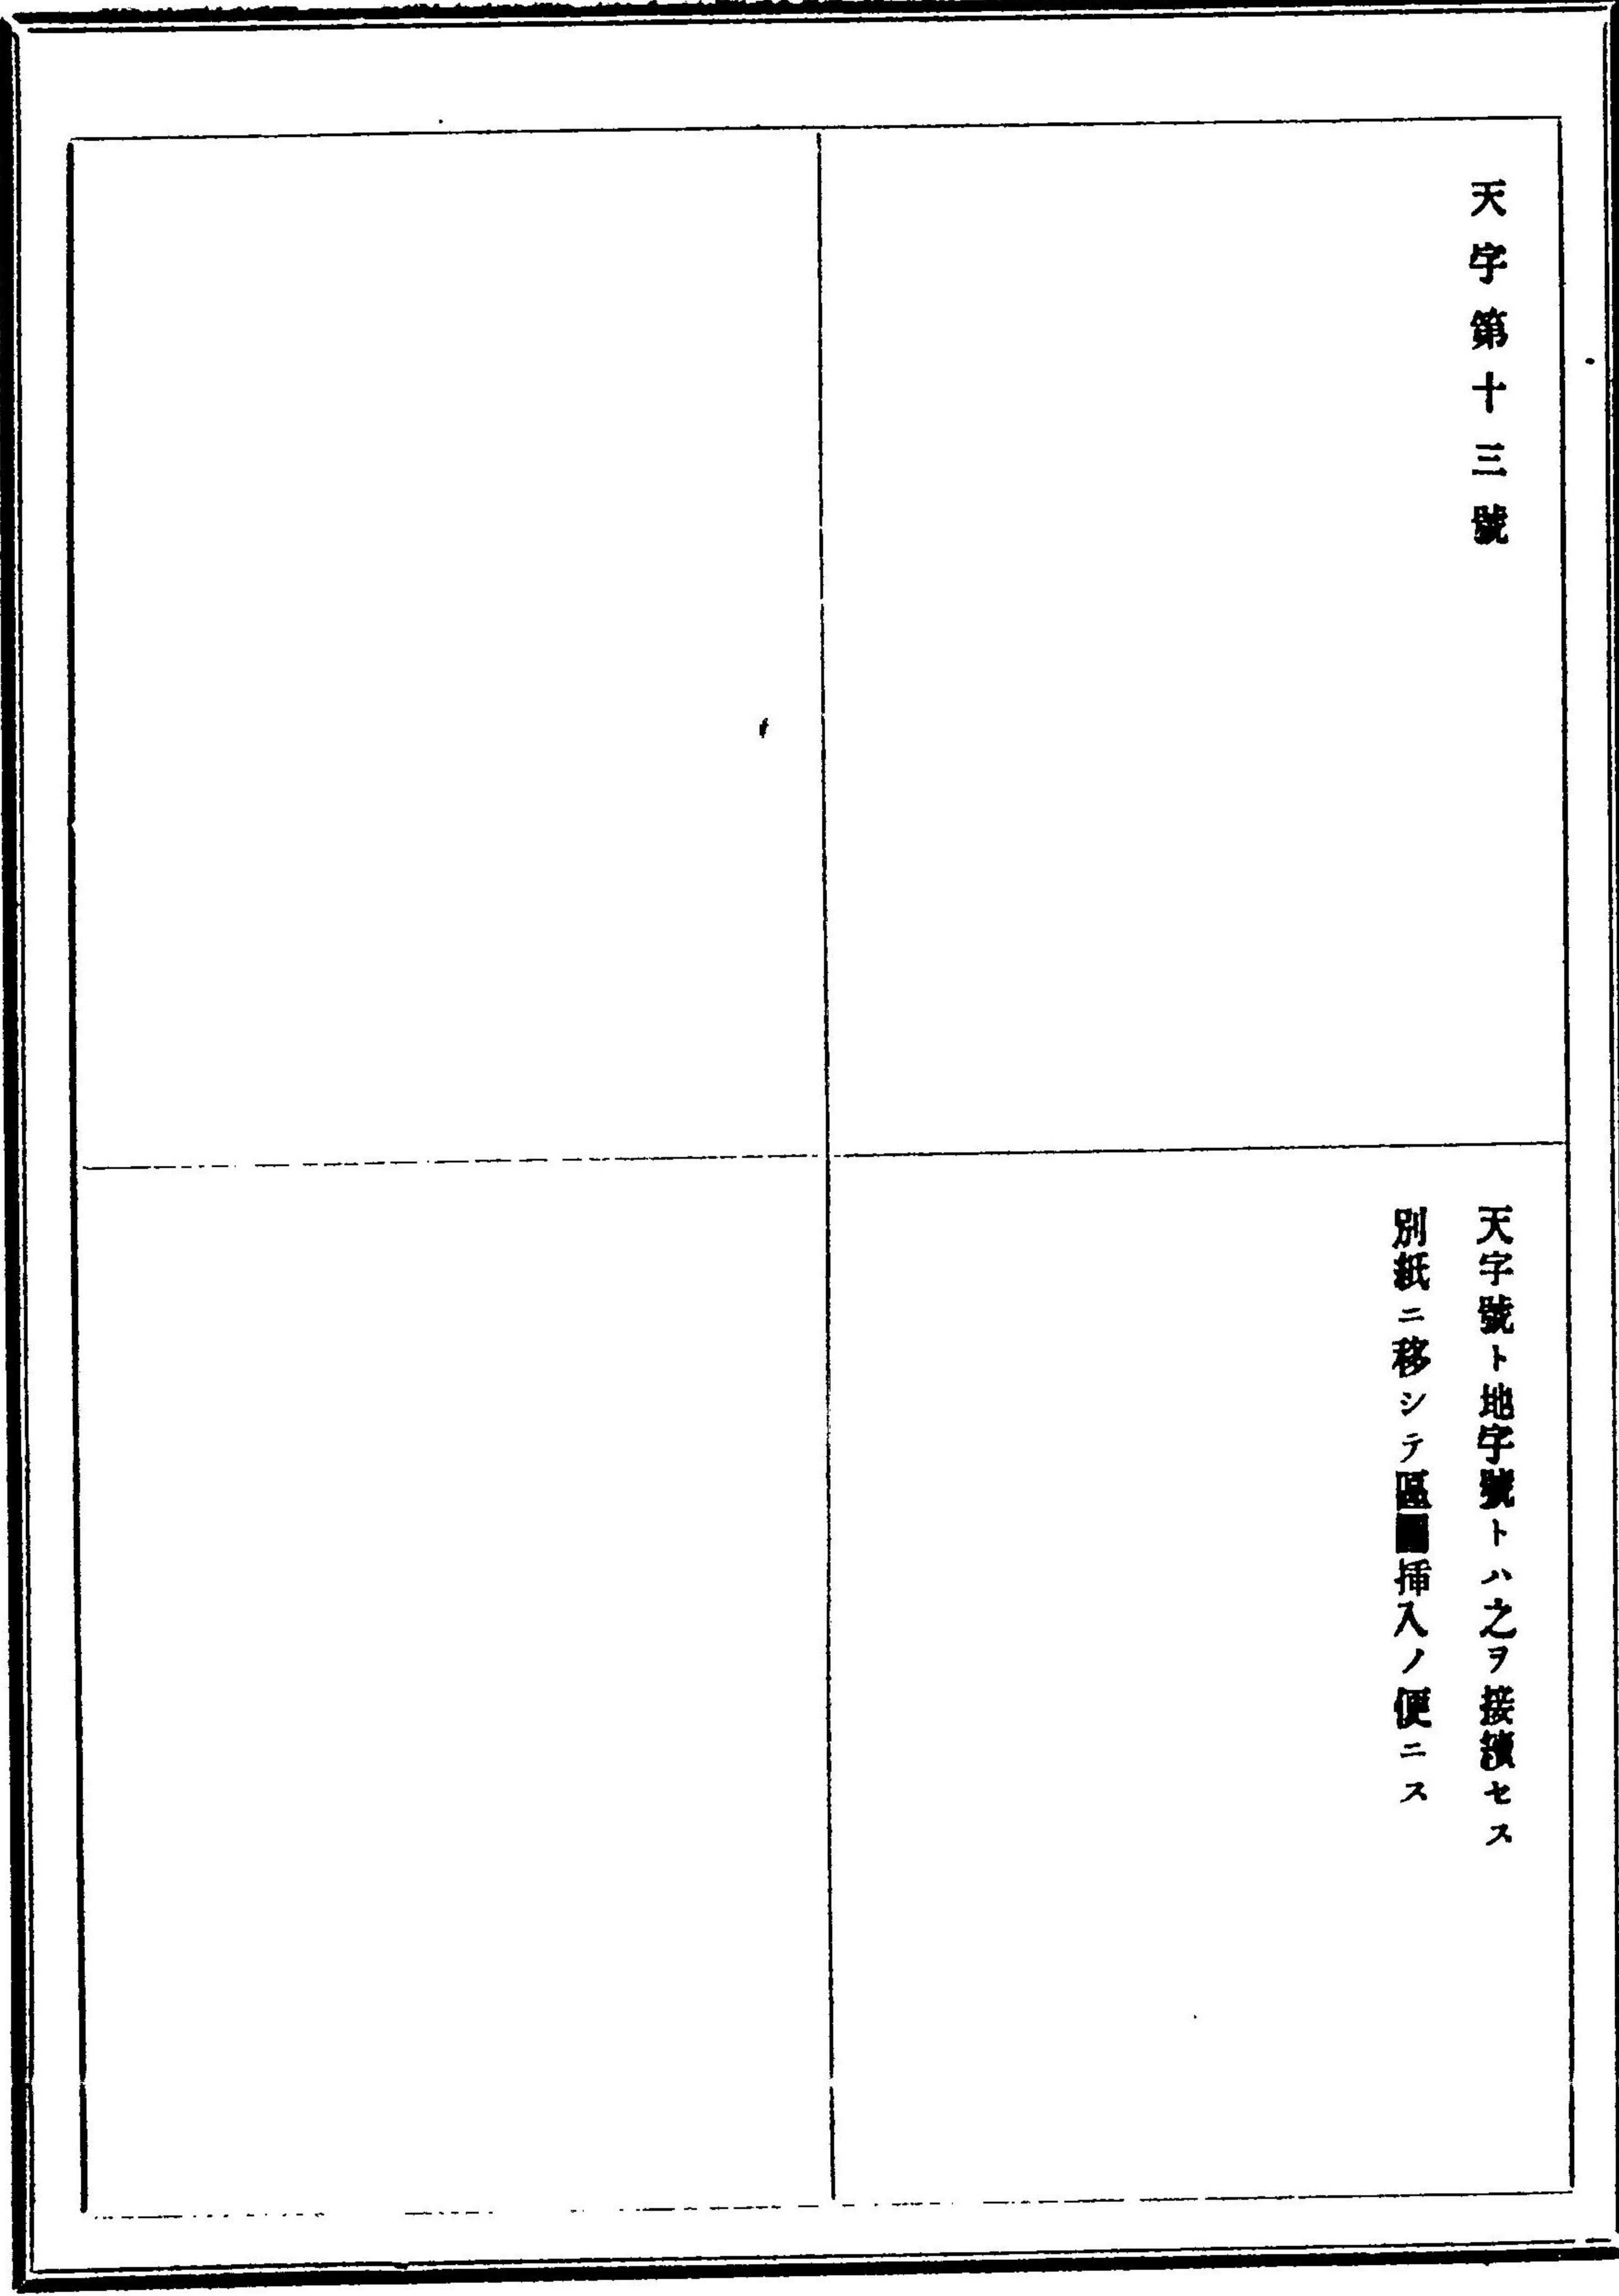 天字第十三號
天字號ト地字號トハ之ヲ接續セス
別紙ニ移シテ區圖挿入ノ便ニス